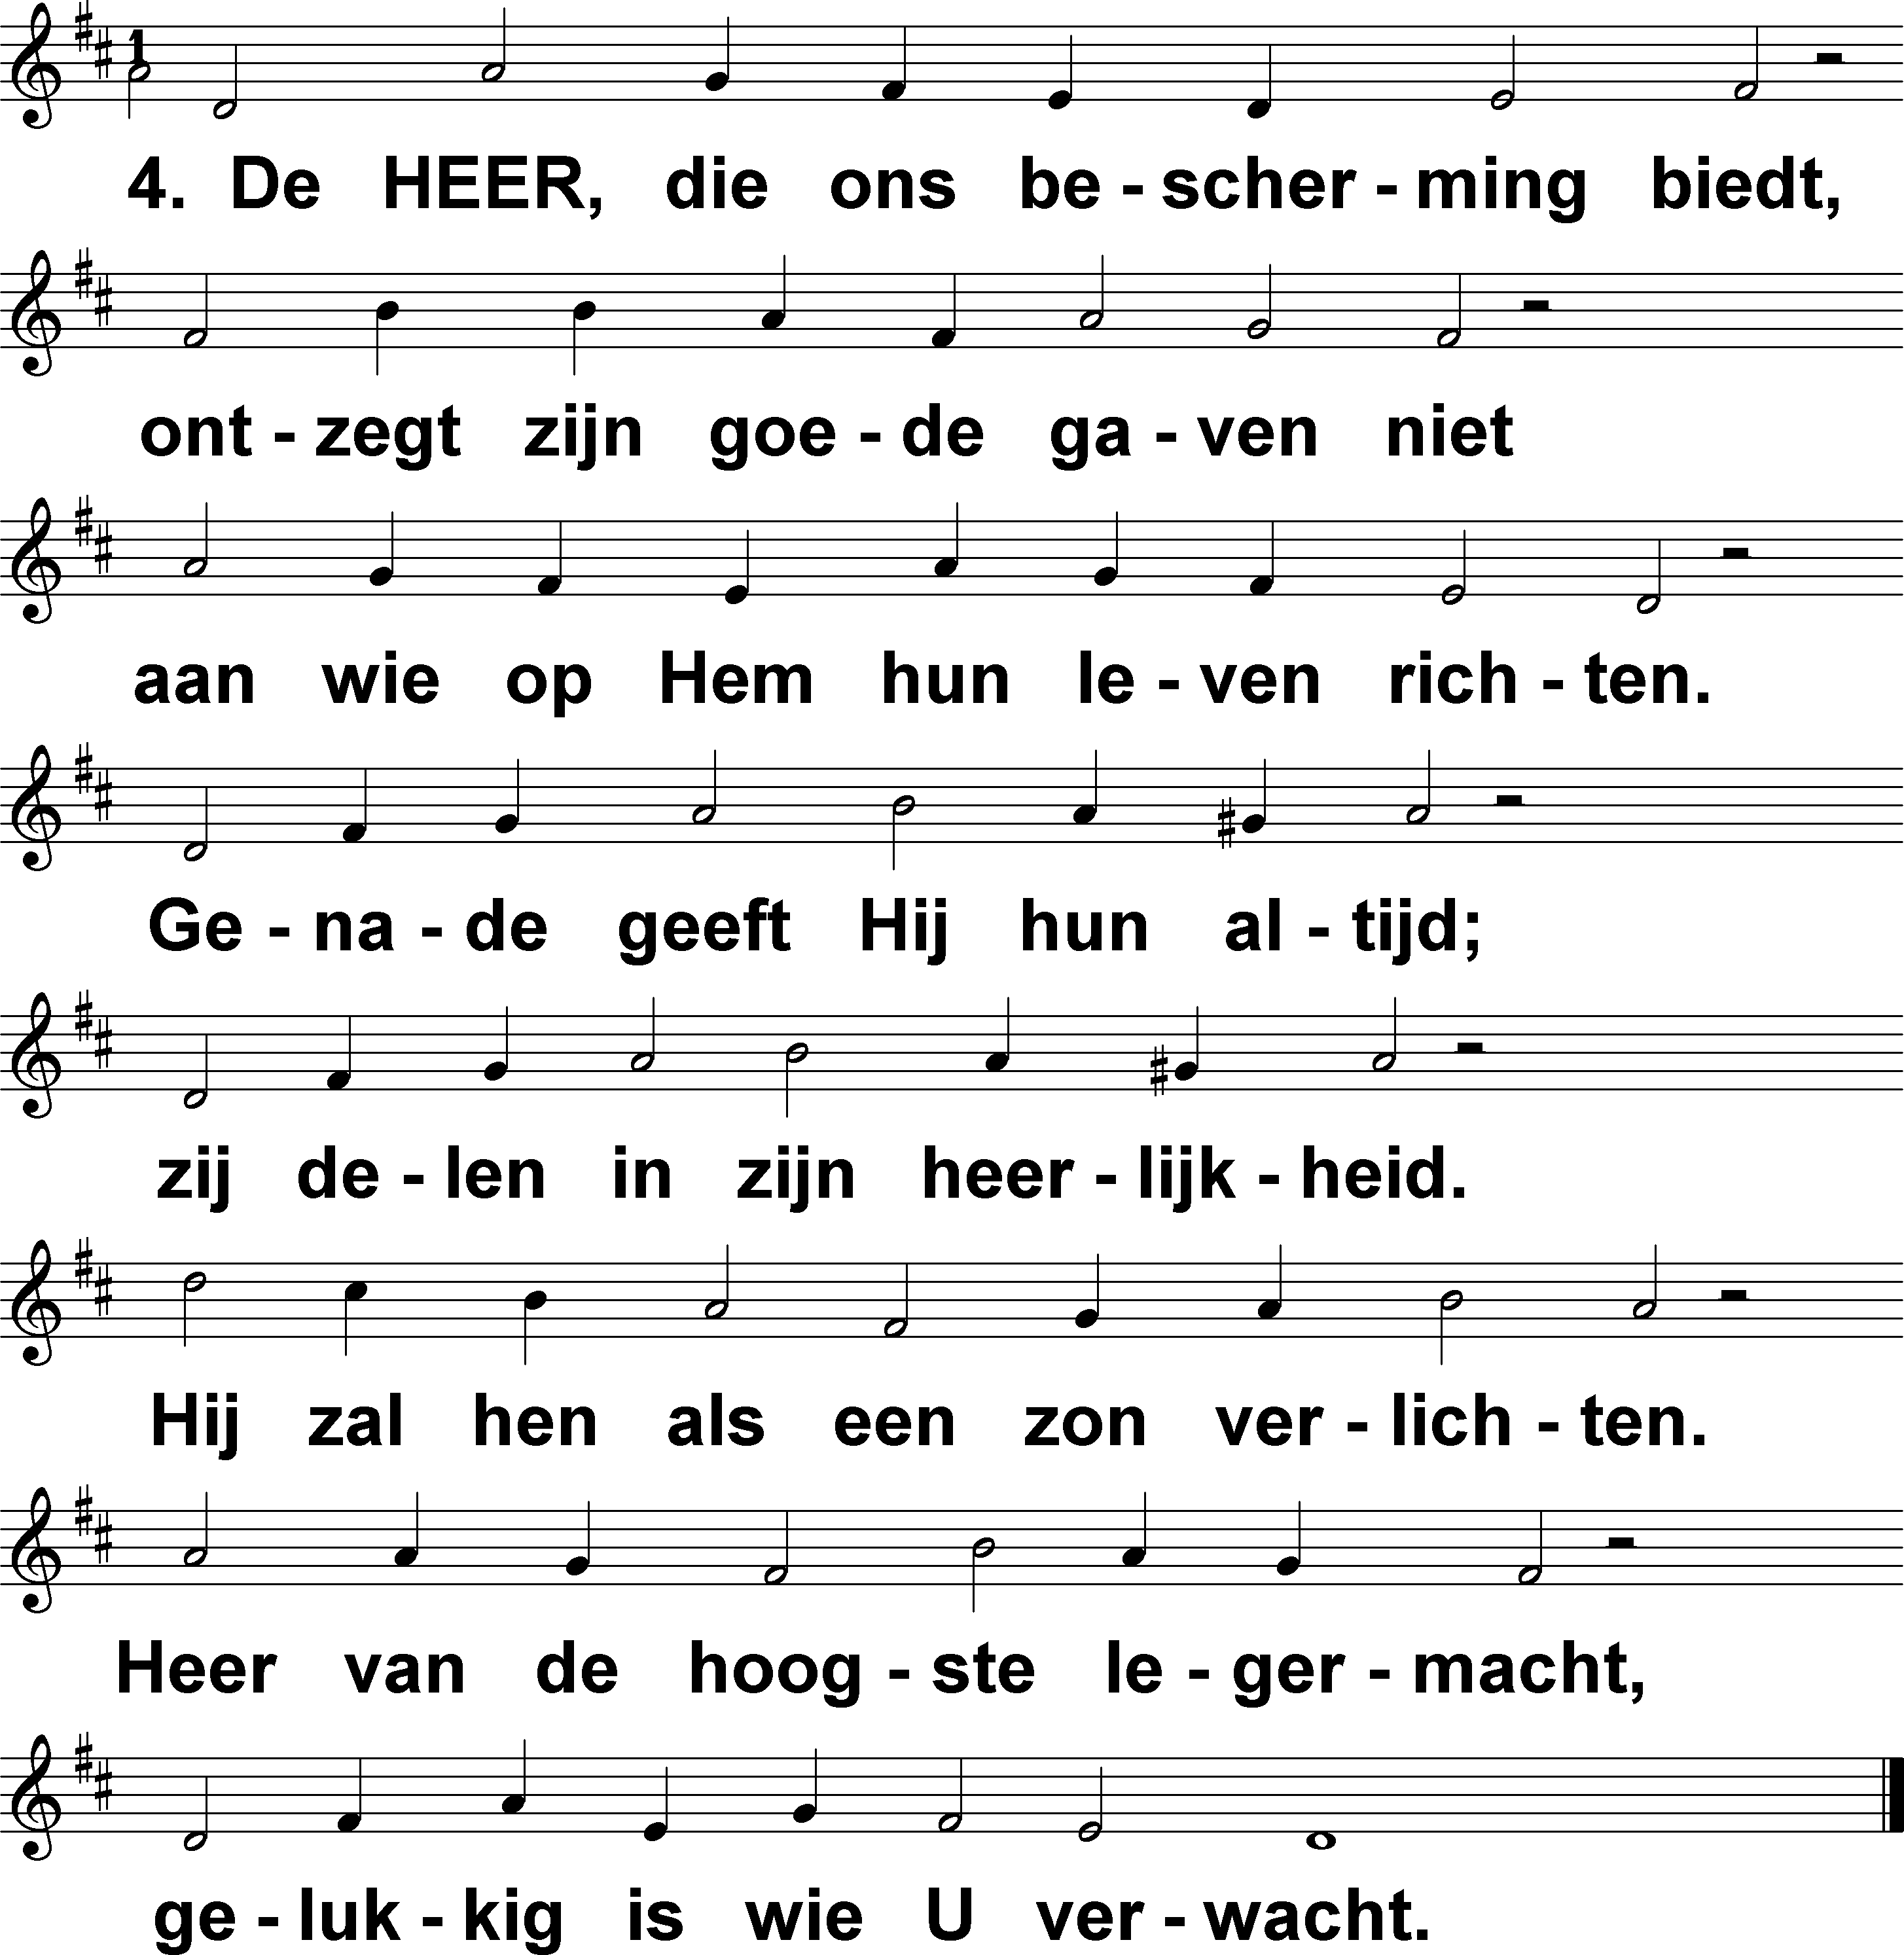 4. De HEER, die ons be - scher - ming biedt,
ont - zegt zijn goe - de ga - ven niet
aan wie op Hem hun le - ven rich - ten.
Ge - na - de geeft Hij hun al - tijd;
zij de - len in zijn heer - lijk - heid.
Hij zal hen als een zon ver - lich - ten.
Heer van de hoog - ste le - ger - macht,
ge - luk - kig is wie U ver - wacht.